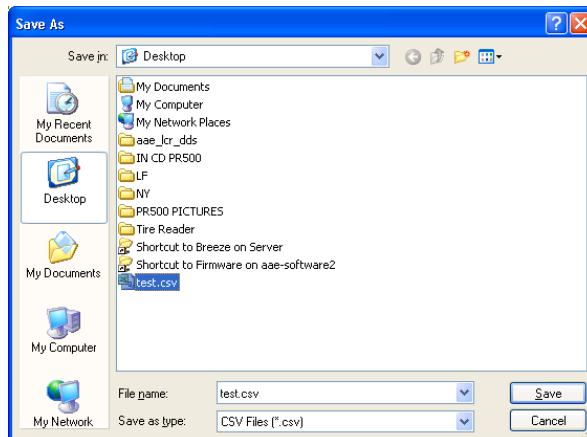 Save As
Save in:
Desktop
My Recent
Documents
Desktop
My Documents
My Computer
My Network
My Documents
My Computer
My Network Places
aae_lcr_dds
IN CD PR500
LF
NY
PR500 PICTURES
Tire Reader
Shortcut to Breeze on Server
Shortcut to Firmware on aae-software2
test.csv
File name:
test.csv
Save
Save as type:
CSV Files (*.csv)
Cancel